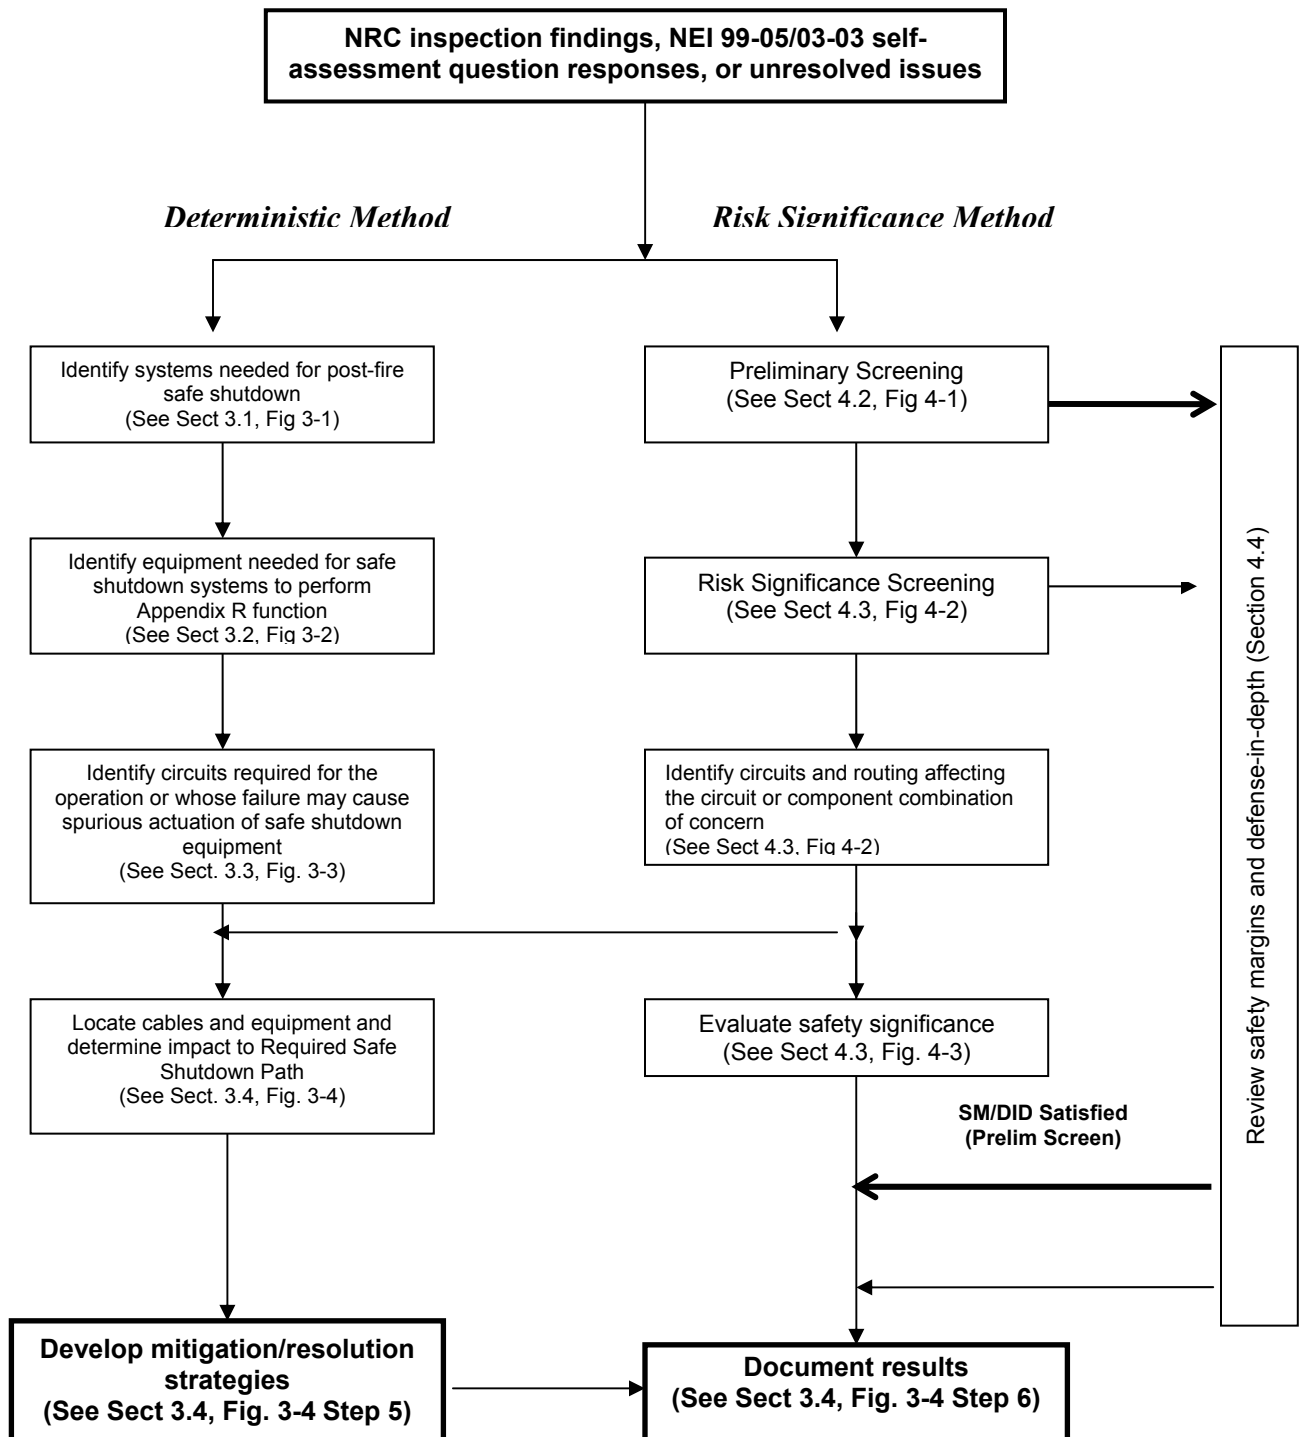 NRC inspection findings, NEI 99-05/03-03 self-
assessment question responses, or unresolved issues
Deterministic Method
Risk Significance Method
Identify systems needed for post-fire
safe shutdown
(See Sect 3.1, Fig 3-1)
Preliminary Screening
(See Sect 4.2, Fig 4-1)
Identify equipment needed for safe
shutdown systems to perform
Appendix R function
(See Sect 3.2, Fig 3-2)
Risk Significance Screening
(See Sect 4.3, Fig 4-2)
Identify circuits required for the
operation or whose failure may cause
spurious actuation of safe shutdown
equipment
(See Sect. 3.3, Fig. 3-3)
Identify circuits and routing affecting
the circuit or component combination
of concern
(See Sect 4.3, Fig 4-2)
Review safety margins and defense-in-depth (Section 4.4)
Locate cables and equipment and
determine impact to Required Safe
Shutdown Path
(See Sect. 3.4, Fig. 3-4)
Evaluate safety significance
(See Sect 4.3, Fig. 4-3)
SM/DID Satisfied
(Prelim Screen)
Develop mitigation/resolution
strategies
(See Sect 3.4, Fig. 3-4 Step 5)
Document results
(See Sect 3.4, Fig. 3-4 Step 6)